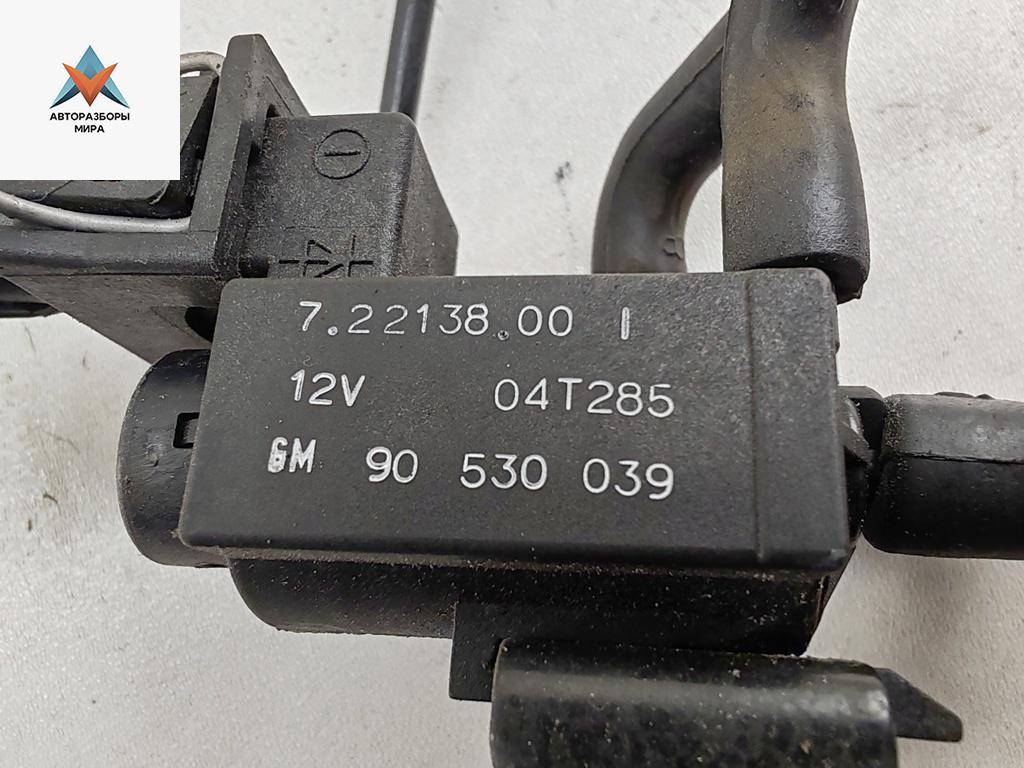 АВТОРАЗБОРЫ
МИРА
7.22138.00 I
12V 04T285
GM 90 530 039